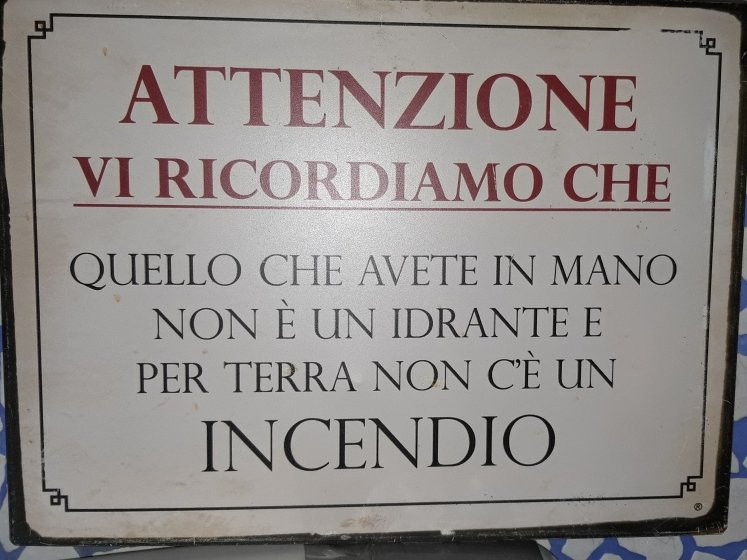 ATTENZIONE
VI RICORDIAMO CHE
QUELLO CHE AVETE IN MANO
NON È UN IDRANTE E
PER TERRA NON C'È UN
INCENDIO
®